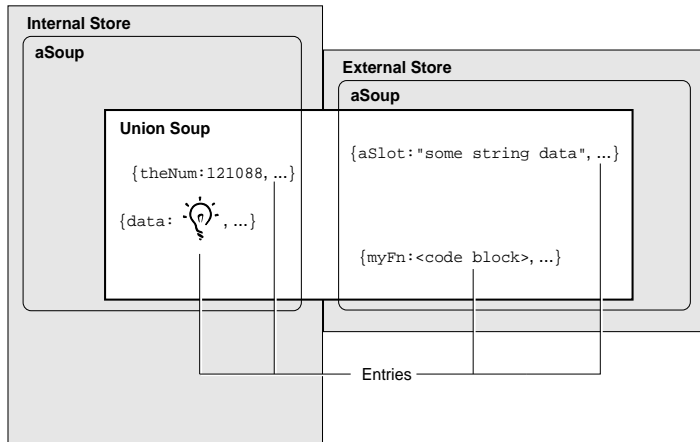 Internal Store
aSoup
External Store
aSoup
Union Soup
{aSlot:"some string data", ...}
{theNum:121088, ...}
{data: , ...}
{myFn:<code block>, ...}
Entries